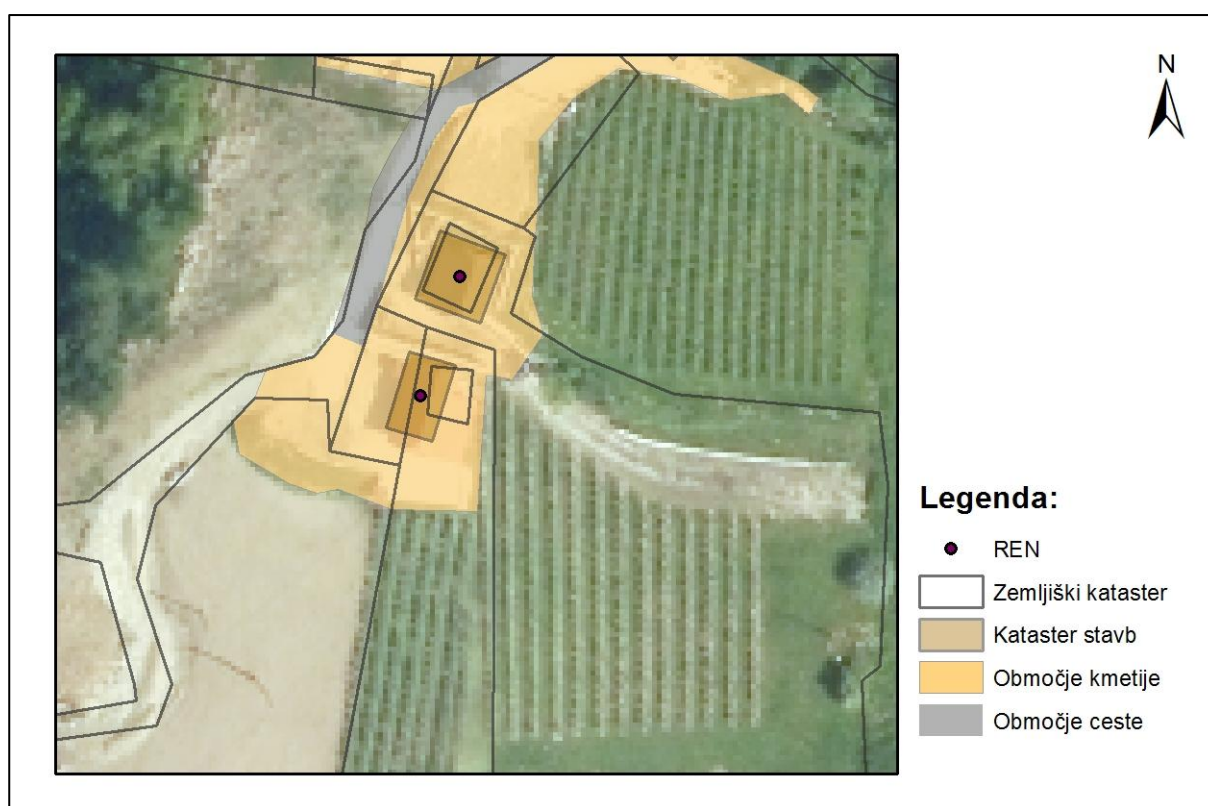 N
Legenda:
REN
Zemljiški kataster
Kataster stavb
Območje kmetije
Območje ceste